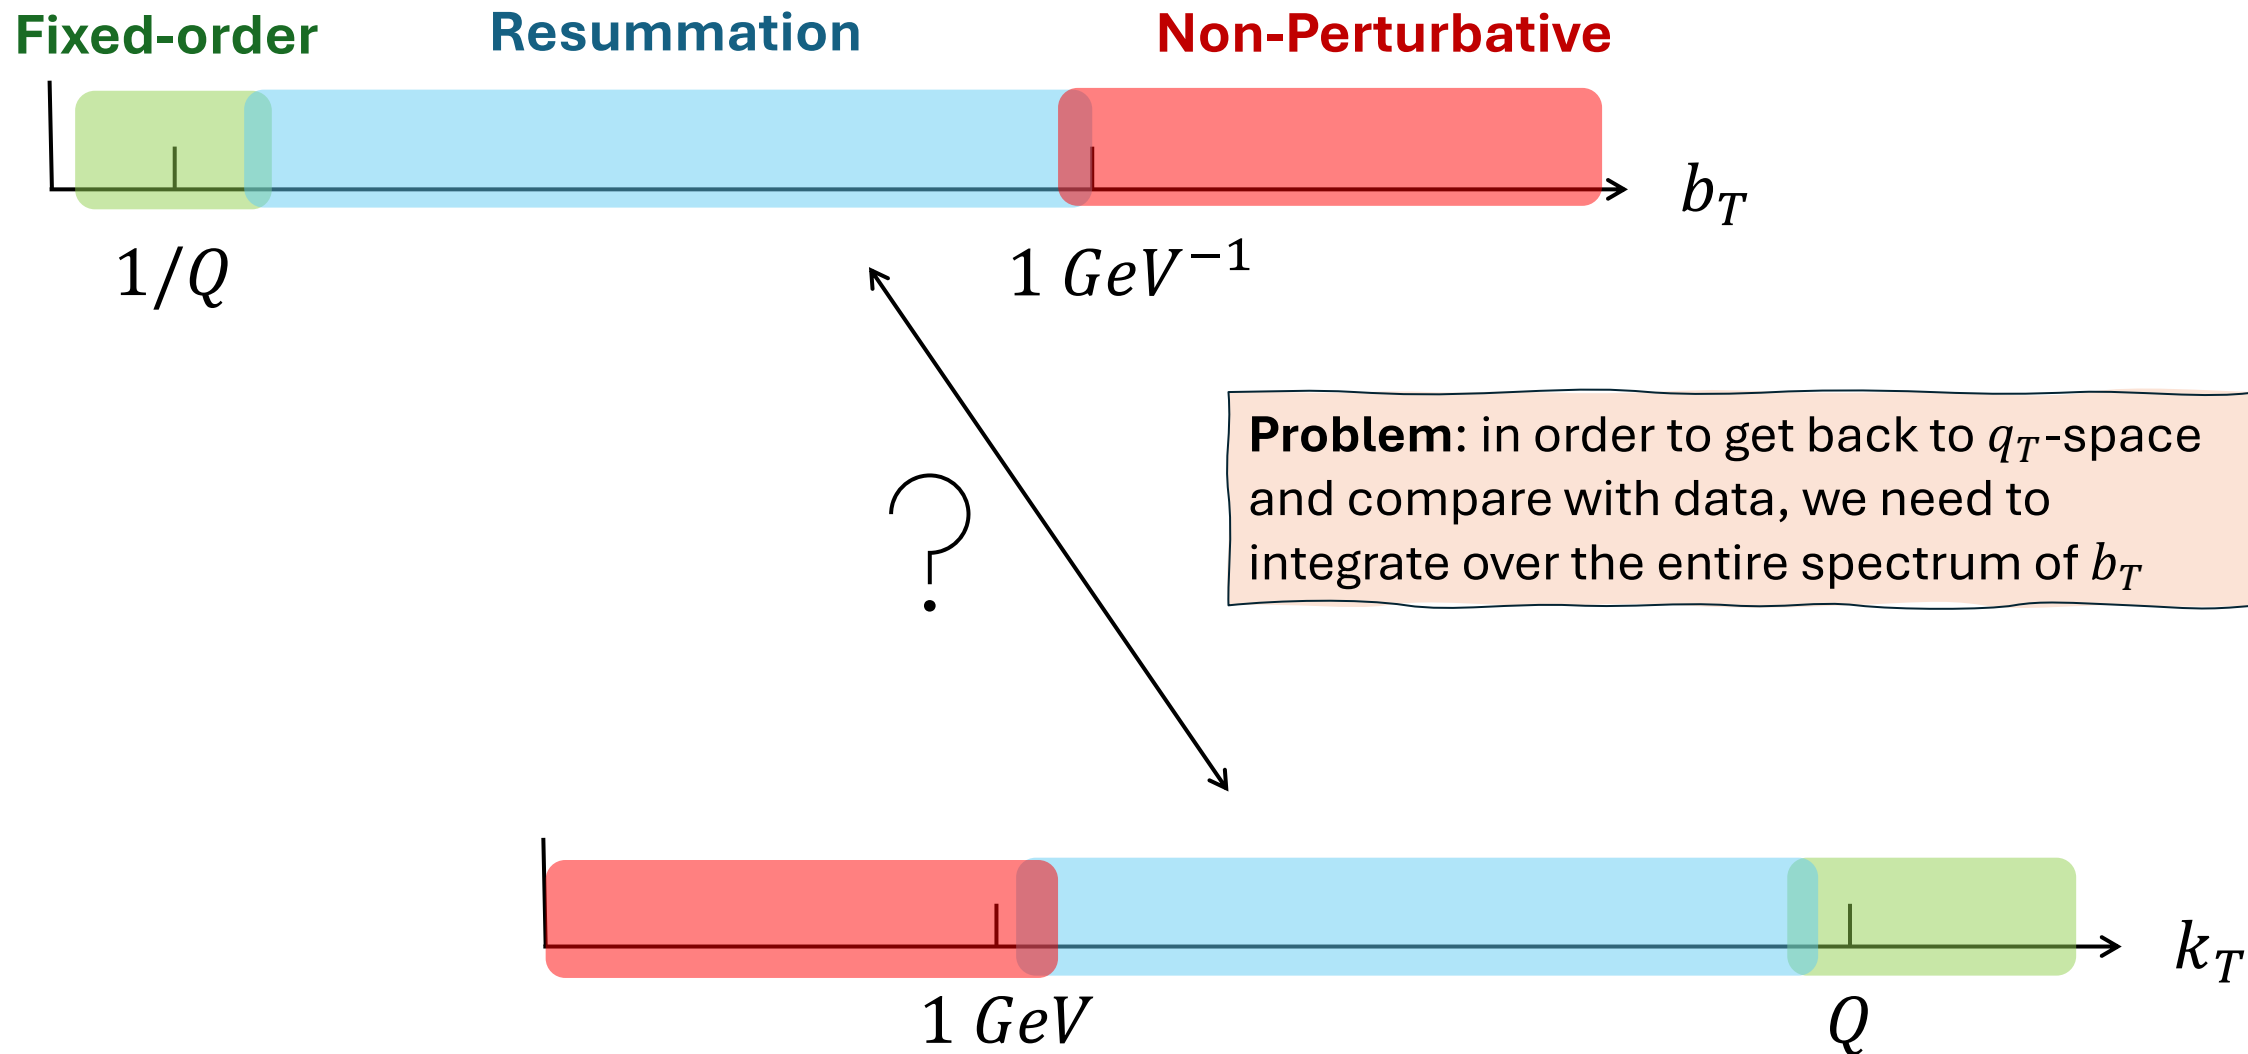 Fixed-order Resummation Non-Perturbative
b_T
1/Q 1 GeV^{-1}
Problem: in order to get back to q_T-space
and compare with data, we need to
integrate over the entire spectrum of b_T
?
k_T
1 GeV Q